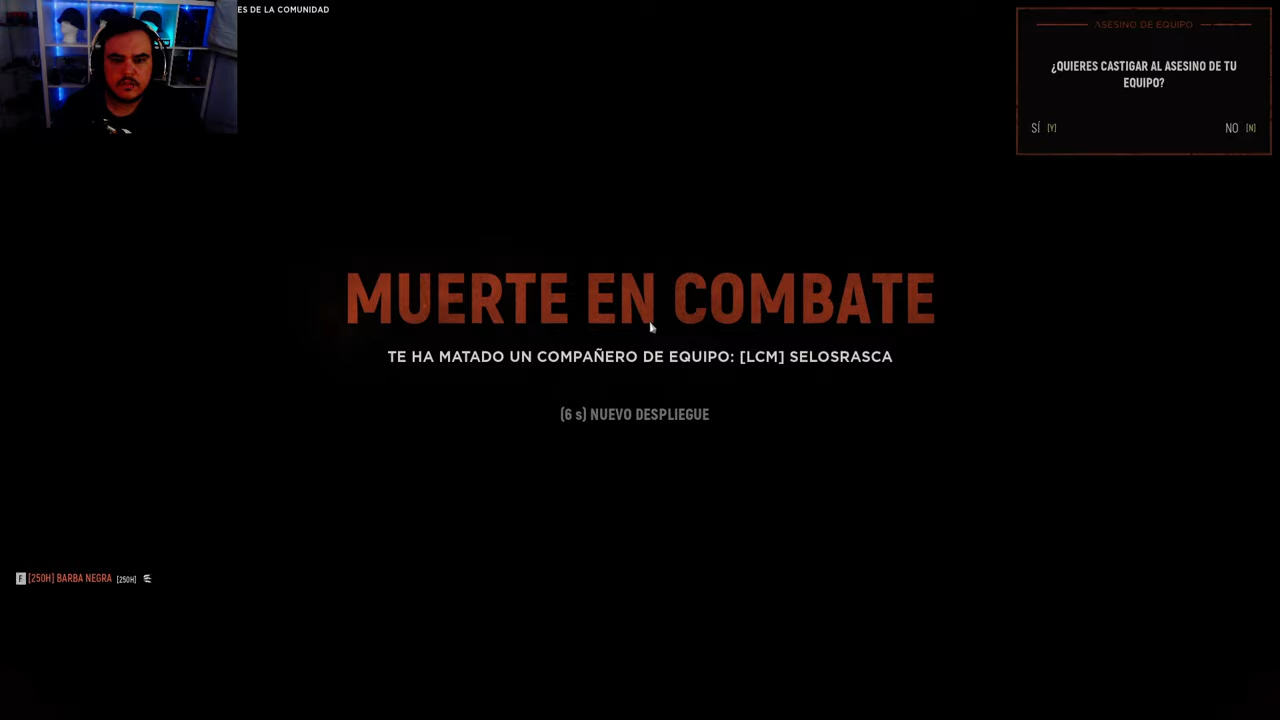 ES DE LA COMUNIDAD
ASESINO DE EQUIPO
¿QUIERES CASTIGAR AL ASESINO DE TU
EQUIPO?
SÍ [Y]
NO [N]
MUERTE EN COMBATE
TE HA MATADO UN COMPAÑERO DE EQUIPO: [LCM] SELOSRASCA
(6 s) NUEVO DESPLIEGUE
F [250H] BARBA NEGRA [250H]